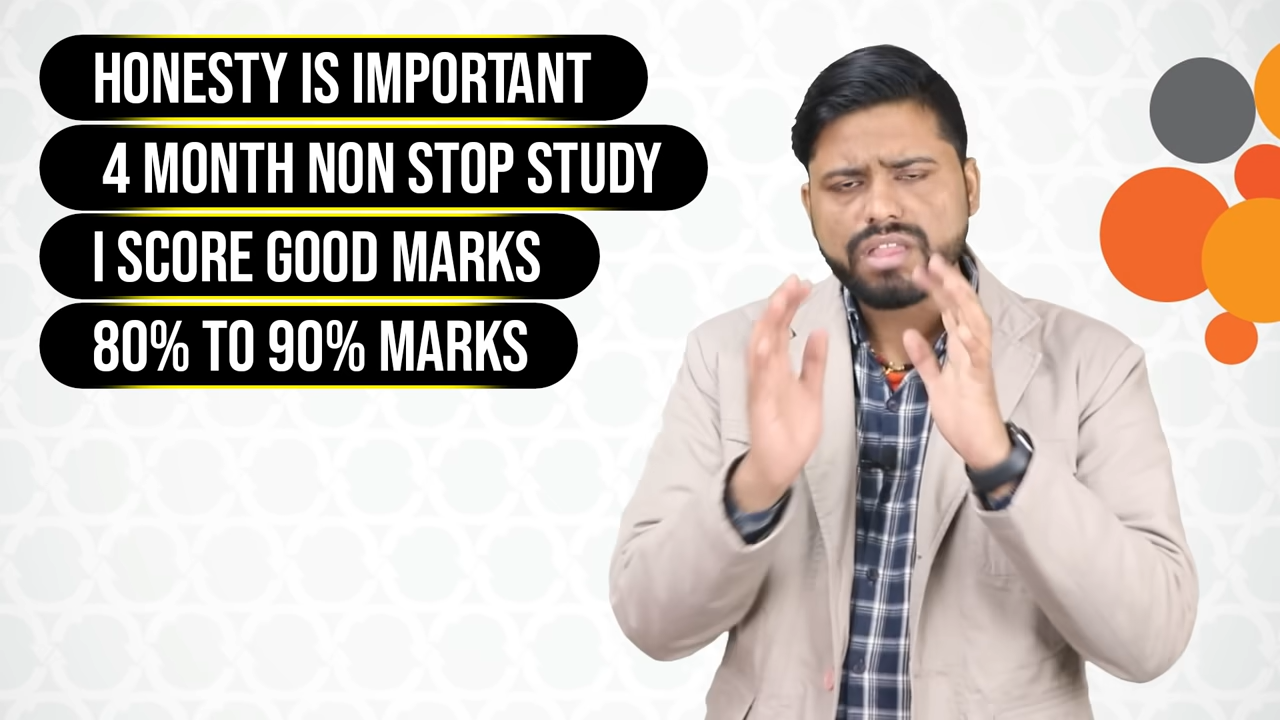 HONESTY IS IMPORTANT
4 MONTH NON STOP STUDY
I SCORE GOOD MARKS
80% TO 90% MARKS